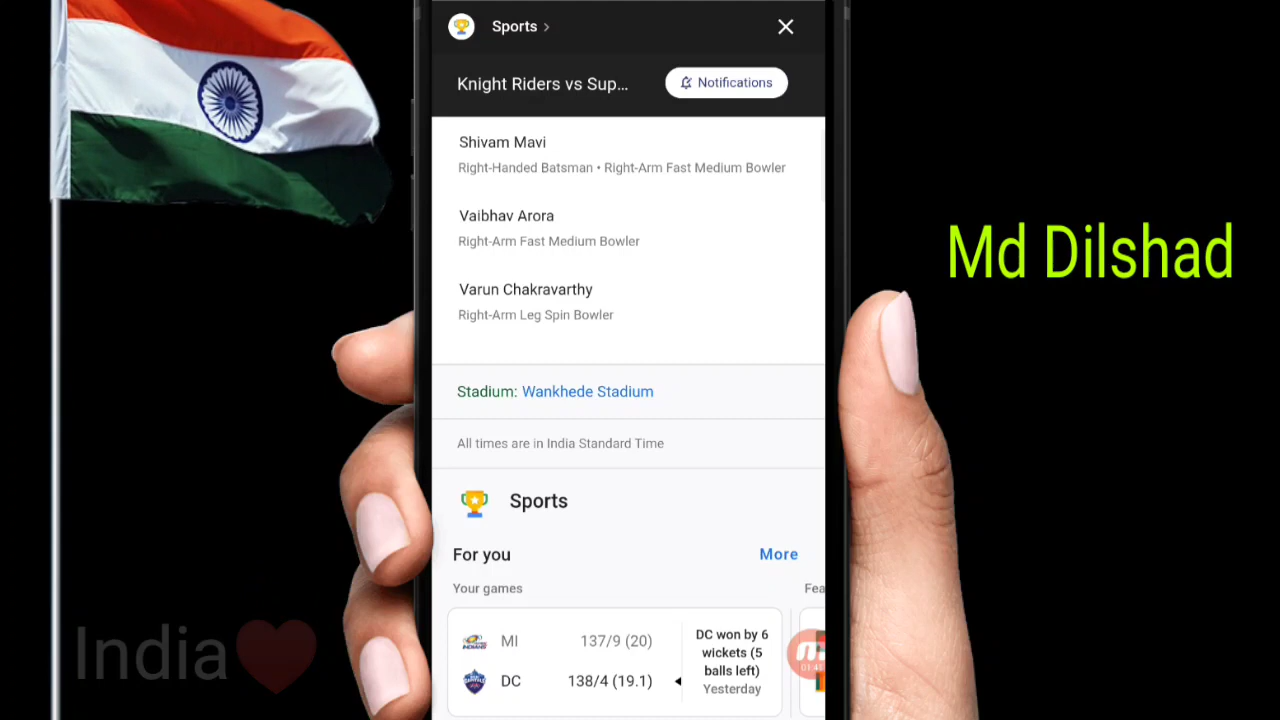 Sports
Knight Riders vs Sup...
Notifications
Shivam Mavi
Right-Handed Batsman • Right-Arm Fast Medium Bowler
Vaibhav Arora
Right-Arm Fast Medium Bowler
Varun Chakravarthy
Right-Arm Leg Spin Bowler
Stadium: Wankhede Stadium
All times are in India Standard Time
Sports
For you
More
Your games
Fea
MI 137/9 (20)
DC 138/4 (19.1)
DC won by 6
wickets (5
balls left)
Yesterday
Md Dilshad
India